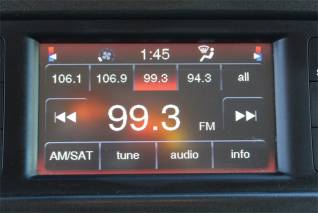 1:45
106.1 106.9 99.3 94.3 all
99.3 FM
AM/SAT tune audio info